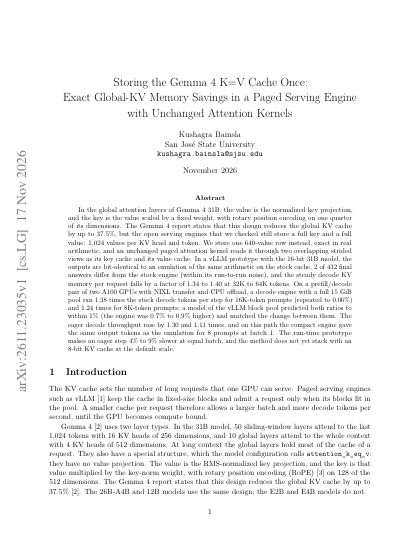 Storing the Gemma 4 K=V Cache Once:
Exact Global-KV Memory Savings in a Paged Serving Engine
with Unchanged Attention Kernels
Kushagra Bainsla
San José State University
kushagra.bainsla@sjsu.edu
November 2026
arXiv:2611.23035v1 [cs.LG] 17 Nov 2026
Abstract
In the global attention layers of Gemma 4 31B, the value is the normalized key projection,
and the key is the value scaled by a fixed weight, with rotary position encoding on one quarter
of its dimensions. The Gemma report states that this design reduces the global KV cache
by up to 37.5%, but the open serving engines that we checked still store a full key and a full
value: 1,024 values per KV head and token. We store one 640-value row instead, exact in real
arithmetic, and an unchanged paged attention kernel reads it through two overlapping strided
views as its key cache and its value cache. In a vLLM prototype with the 16-bit 31B model, the
outputs are bit-identical to an emulation of the same arithmetic on the stock cache, 2 of 432 final
answers differ from the stock engine (within its run-to-run noise), and the steady decode KV
memory per request falls by a factor of 1.34 to 1.40 at 32K to 64K tokens. On a prefill/decode
pair of two A100 GPUs with NIXL transfer and CPU offload, a decode engine with a full 15 GiB
pool ran 1.38 times the stock decode tokens per step for 16K-token prompts (repeated to 0.06%) and
1.24 times for 8K-token prompts; a model of the vLLM block pool predicted both ratios to
within 1% (the engine was 0.7% to 0.9% higher) and matched the change between them. The
eager decode throughput rose by 1.30 and 1.11 times, and on this path the compact engine
gave the same output tokens as the emulation for 8 prompts at batch 1. The run-time prototype
makes an eager step 4% to 9% slower at equal batch, and the method does not yet stack with an
8-bit KV cache at the default scale.
1 Introduction
The KV cache sets the number of long requests that one GPU can serve. Paged serving engines
such as vLLM [1] keep the cache in fixed-size blocks and admit a request only when its blocks fit
in the pool. A smaller cache per request therefore allows a larger batch and more decode tokens per
second, until the GPU becomes compute bound.
Gemma 4 [2] uses two layer types. In the 31B model, 50 sliding-window layers attend to the last
1,024 tokens with 16 KV heads of 256 dimensions, and 10 global layers attend to the whole context
with 4 KV heads of 512 dimensions. At long context the global layers hold most of the cache of a
request. They also have a special structure, which the model configuration calls attention_k_eq_v:
they have no value projection. The value is the RMS-normalized key projection, and the key is that
value multiplied by the key-norm weight, with rotary position encoding (RoPE) [3] on 128 of the
512 dimensions. The Gemma 4 report states that this design reduces the global KV cache by up to
37.5% [2]. The 26B-A4B and 12B models use the same design; the E2B and E4B models do not.
1